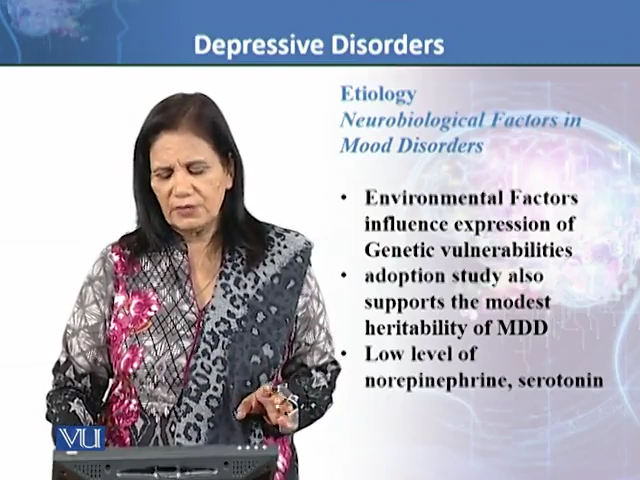 Depressive Disorders
Etiology
Neurobiological Factors in
Mood Disorders
• Environmental Factors
influence expression of
Genetic vulnerabilities
• adoption study also
supports the modest
heritability of MDD
• Low level of
norepinephrine, serotonin
VU